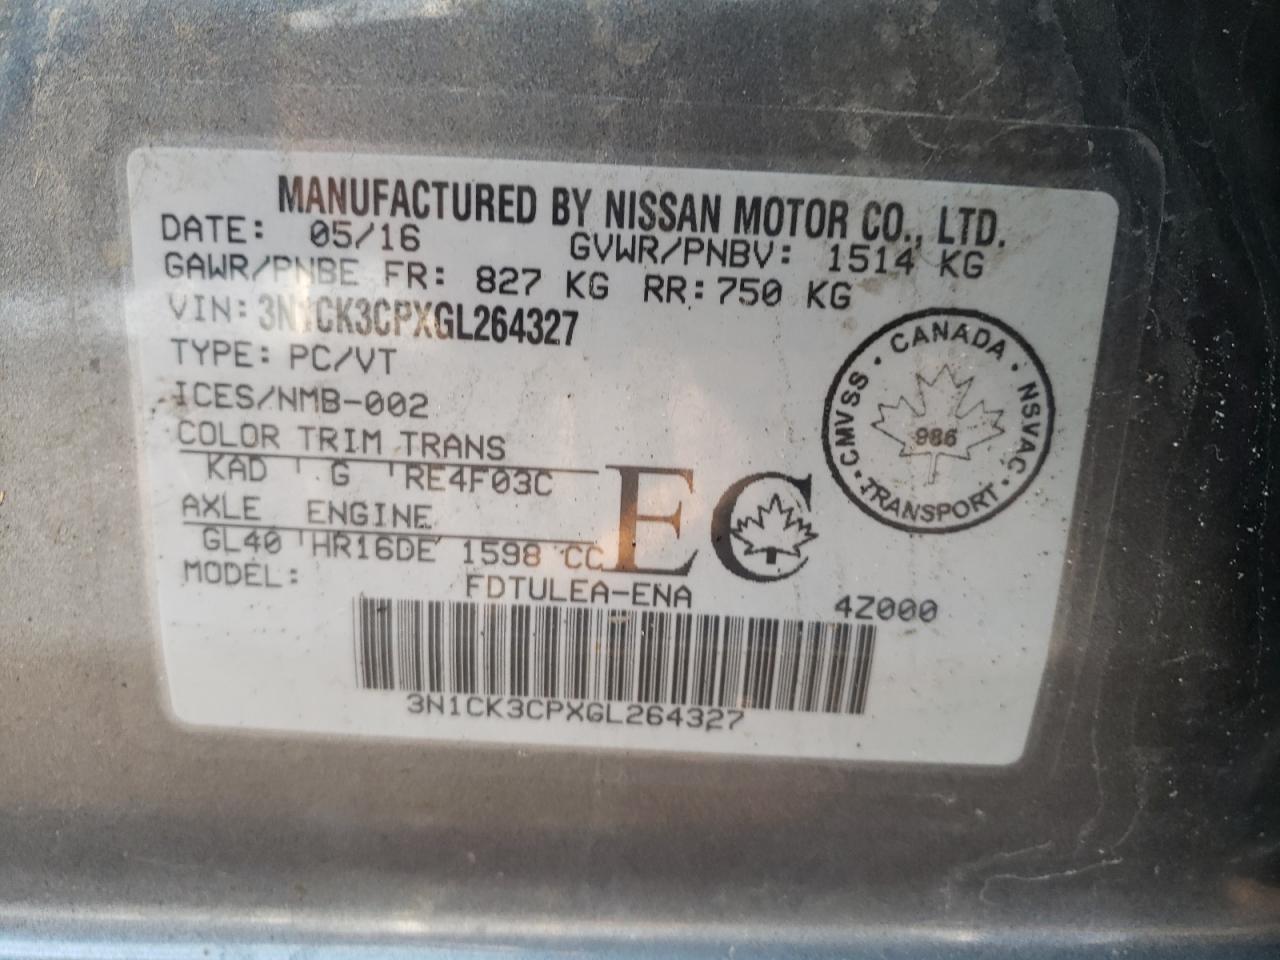 MANUFACTURED BY NISSAN MOTOR CO., LTD.
DATE: 05/16 GVWR/PNBV: 1514 KG
GAWR/PNBE FR: 827 KG RR: 750 KG
VIN: 3N1CK3CPXGL264327
TYPE: PC/VT
ICES/NMB-002
COLOR TRIM TRANS
KAD G RE4F03C
AXLE ENGINE
GL40 HR16DE 1598 CC
MODEL: FDTULEA-ENA 4Z000
3N1CK3CPXGL264327
EC
CANADA · NSVAC · TRANSPORT · CMVSS ·
986